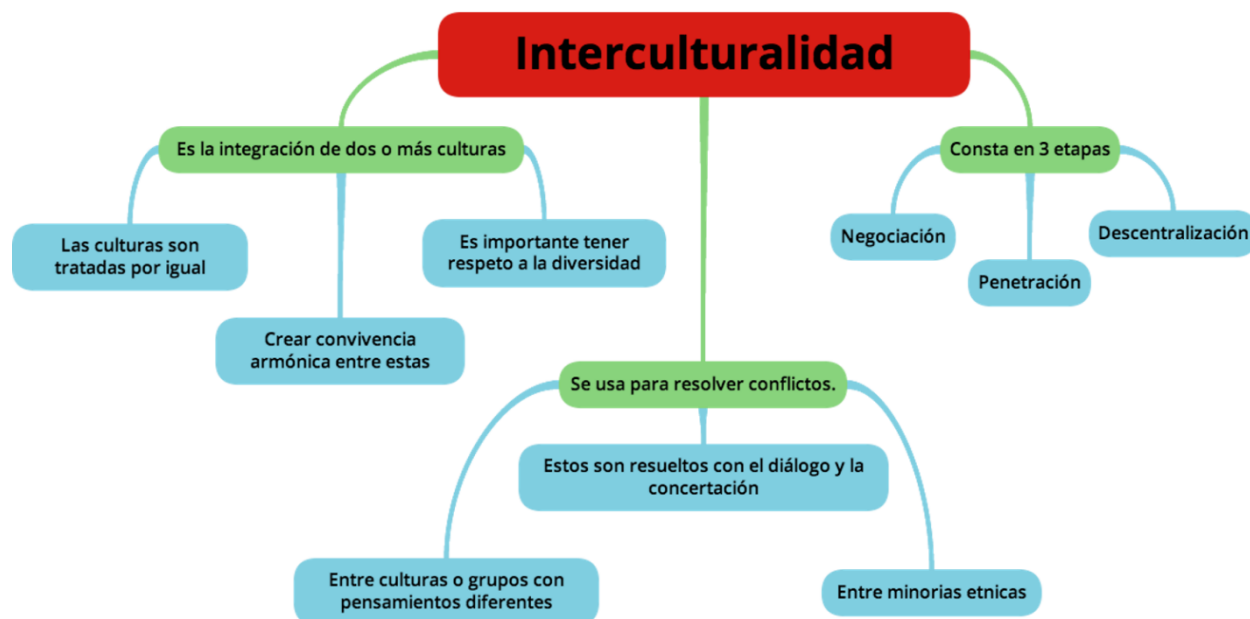 Interculturalidad
Es la integración de dos o más culturas
Las culturas son
tratadas por igual
Crear convivencia
armónica entre estas
Es importante tener
respeto a la diversidad
Se usa para resolver conflictos.
Entre culturas o grupos con
pensamientos diferentes
Estos son resueltos con el diálogo y la
concertación
Entre minorias etnicas
Consta en 3 etapas
Negociación
Penetración
Descentralización